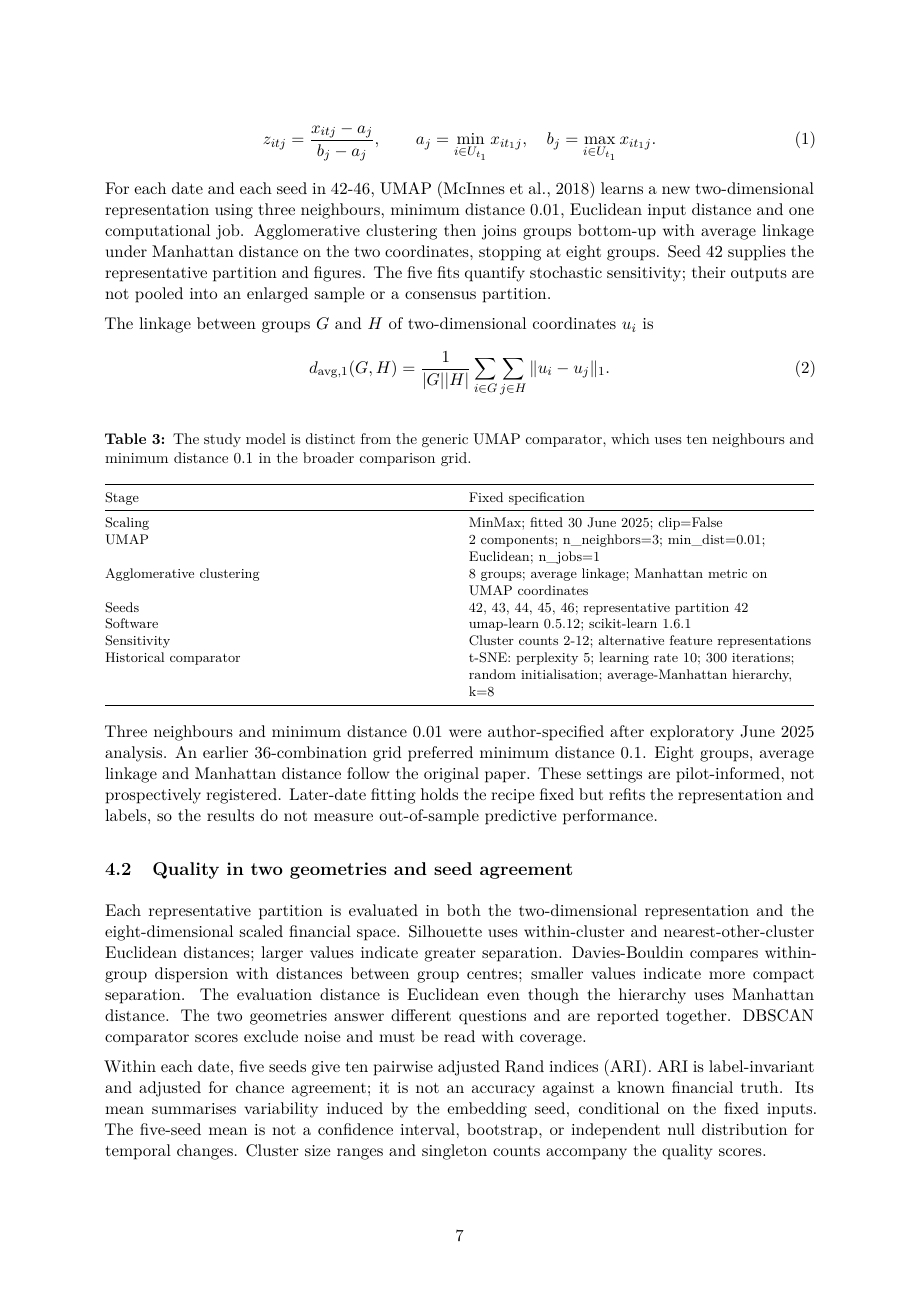 z_{itj} = \frac{x_{itj} - a_j}{b_j - a_j}, a_j = \min_{i \in U_{t_1}} x_{it_1j}, b_j = \max_{i \in U_{t_1}} x_{it_1j}. (1)
For each date and each seed in 42-46, UMAP (McInnes et al., 2018) learns a new two-dimensional
representation using three neighbours, minimum distance 0.01, Euclidean input distance and one
computational job. Agglomerative clustering then joins groups bottom-up with average linkage
under Manhattan distance on the two coordinates, stopping at eight groups. Seed 42 supplies the
representative partition and figures. The five fits quantify stochastic sensitivity; their outputs are
not pooled into an enlarged sample or a consensus partition.
The linkage between groups G and H of two-dimensional coordinates u_i is
d_{avg,1}(G, H) = \frac{1}{|G||H|} \sum_{i \in G} \sum_{j \in H} \|u_i - u_j\|_1. (2)
Table 3: The study model is distinct from the generic UMAP comparator, which uses ten neighbours and
minimum distance 0.1 in the broader comparison grid.
Stage Fixed specification
Scaling MinMax; fitted 30 June 2025; clip=False
UMAP 2 components; n_neighbors=3; min_dist=0.01;
Euclidean; n_jobs=1
Agglomerative clustering 8 groups; average linkage; Manhattan metric on
UMAP coordinates
Seeds 42, 43, 44, 45, 46; representative partition 42
Software umap-learn 0.5.12; scikit-learn 1.6.1
Sensitivity Cluster counts 2-12; alternative feature representations
Historical comparator t-SNE: perplexity 5; learning rate 10; 300 iterations;
random initialisation; average-Manhattan hierarchy,
k=8
Three neighbours and minimum distance 0.01 were author-specified after exploratory June 2025
analysis. An earlier 36-combination grid preferred minimum distance 0.1. Eight groups, average
linkage and Manhattan distance follow the original paper. These settings are pilot-informed, not
prospectively registered. Later-date fitting holds the recipe fixed but refits the representation and
labels, so the results do not measure out-of-sample predictive performance.
4.2 Quality in two geometries and seed agreement
Each representative partition is evaluated in both the two-dimensional representation and the
eight-dimensional scaled financial space. Silhouette uses within-cluster and nearest-other-cluster
Euclidean distances; larger values indicate greater separation. Davies-Bouldin compares within-
group dispersion with distances between group centres; smaller values indicate more compact
separation. The evaluation distance is Euclidean even though the hierarchy uses Manhattan
distance. The two geometries answer different questions and are reported together. DBSCAN
comparator scores exclude noise and must be read with coverage.
Within each date, five seeds give ten pairwise adjusted Rand indices (ARI). ARI is label-invariant
and adjusted for chance agreement; it is not an accuracy against a known financial truth. Its
mean summarises variability induced by the embedding seed, conditional on the fixed inputs.
The five-seed mean is not a confidence interval, bootstrap, or independent null distribution for
temporal changes. Cluster size ranges and singleton counts accompany the quality scores.
7